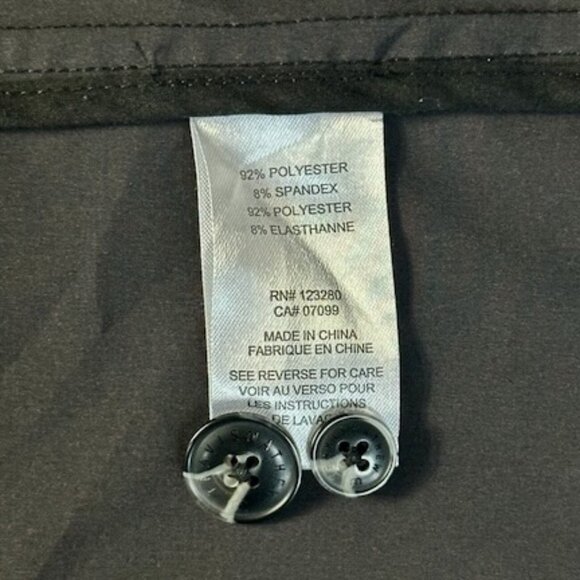 92% POLYESTER
8% SPANDEX
92% POLYESTER
8% ELASTHANNE
RN# 123280
CA# 07099
MADE IN CHINA
FABRIQUE EN CHINE
SEE REVERSE FOR CARE
VOIR AU VERSO POUR
LES INSTRUCTIONS